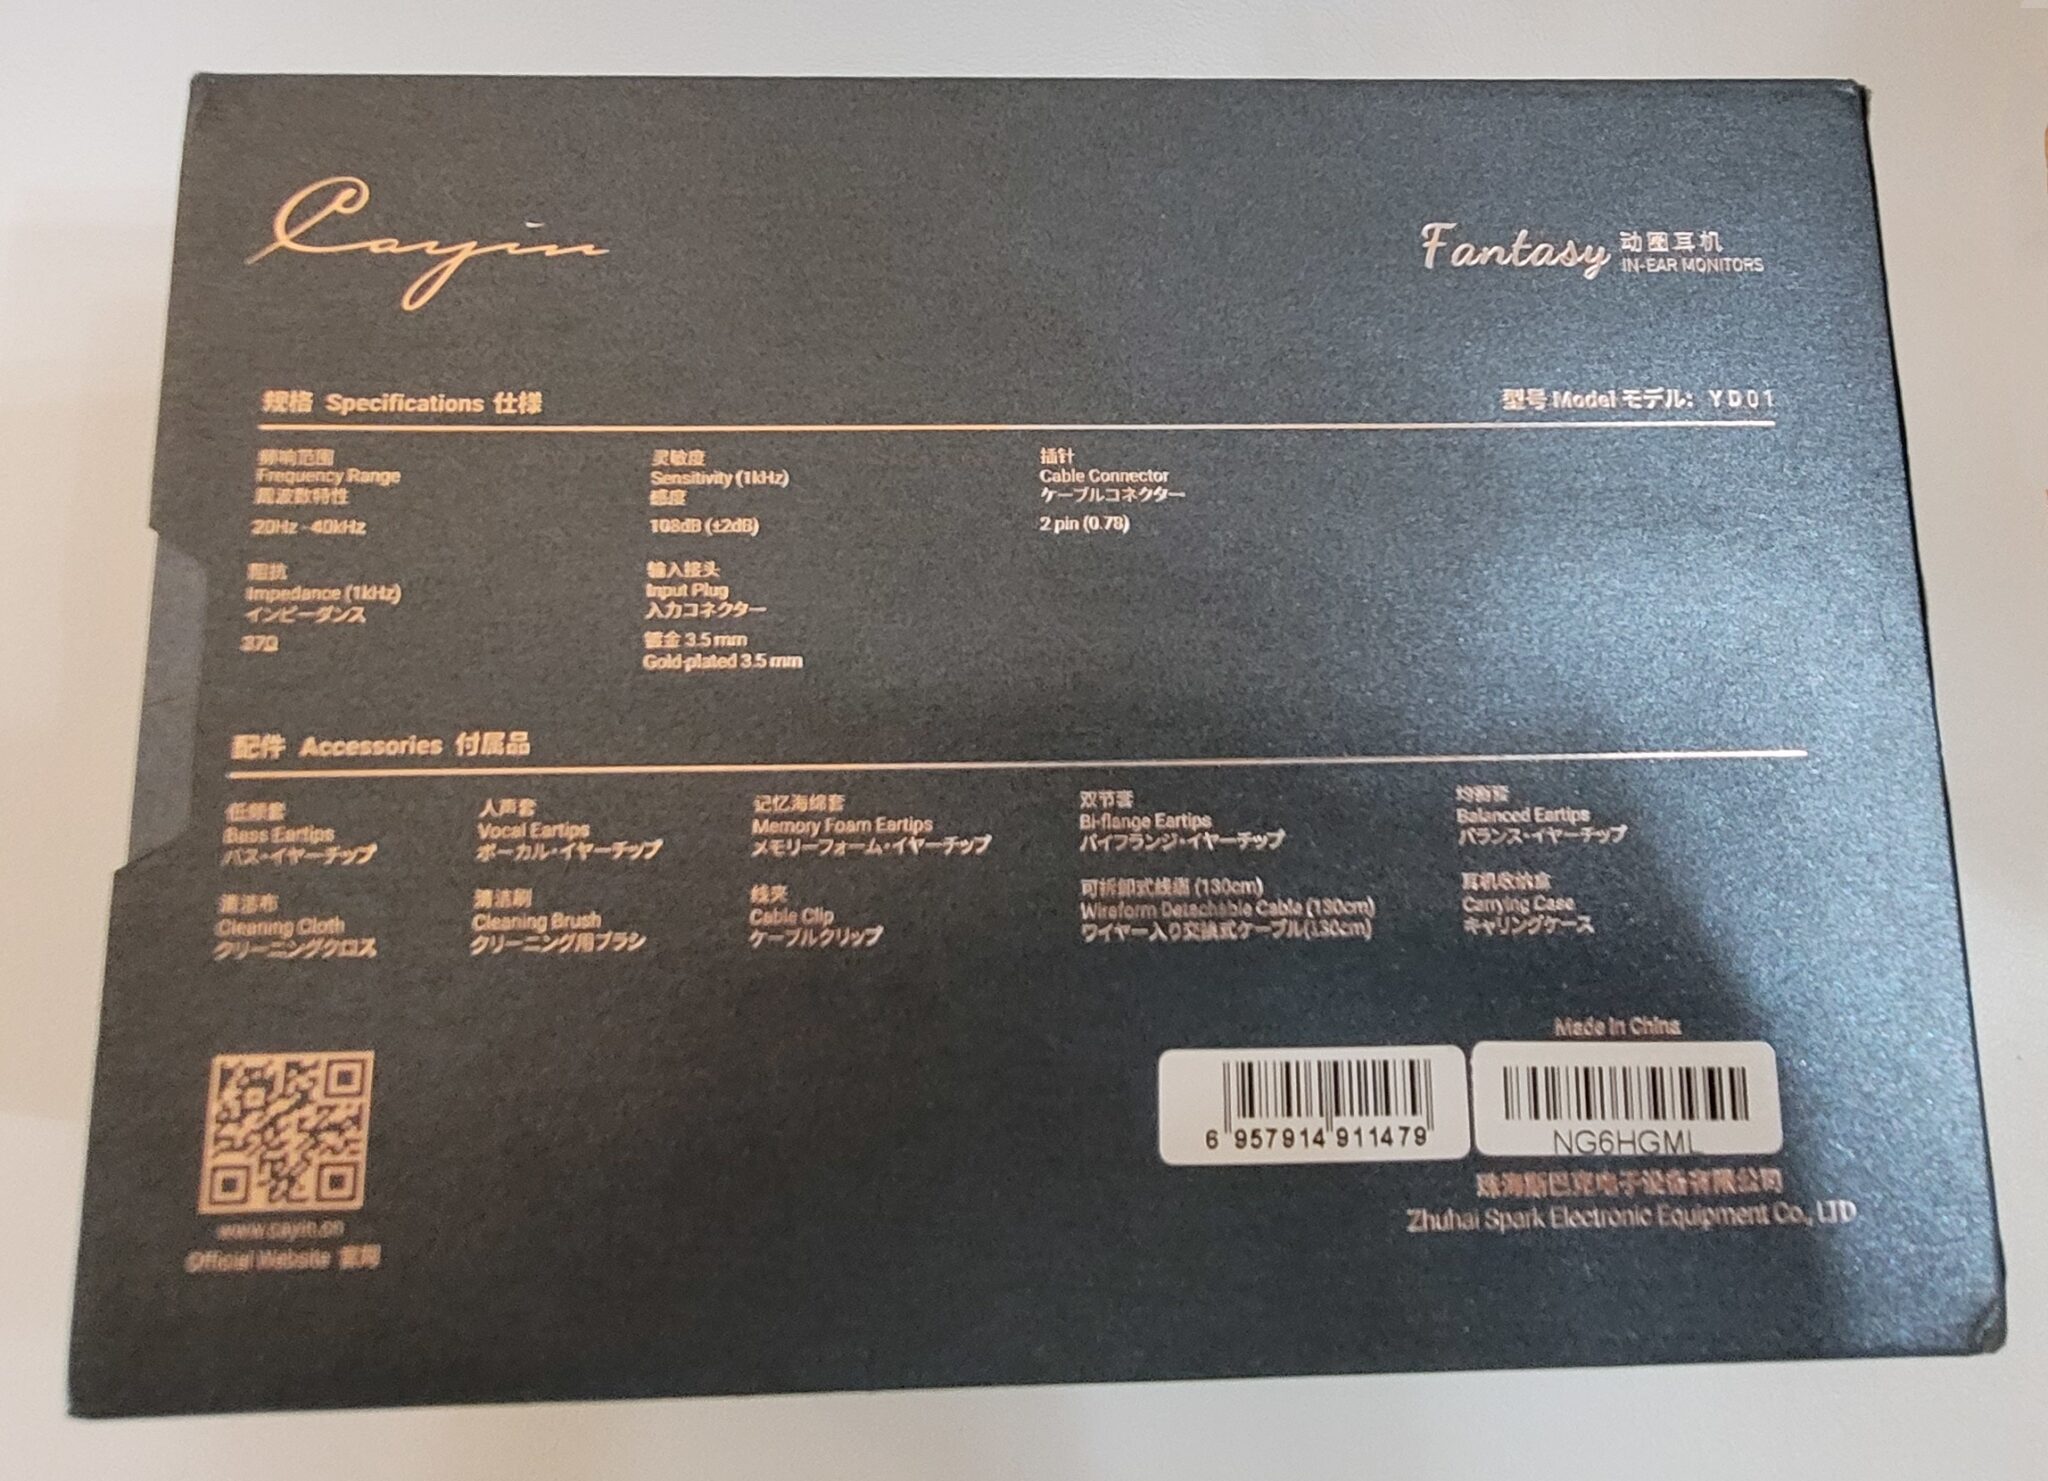 Cayin
Fantasy 动圈耳机
IN-EAR MONITORS
规格 Specifications 仕様
型号 Model モデル: YD01
频响范围
Frequency Range
周波数特性
20Hz - 40kHz
灵敏度
Sensitivity (1kHz)
感度
108dB (±2dB)
插针
Cable Connector
ケーブルコネクター
2 pin (0.78)
阻抗
Impedance (1kHz)
インピーダンス
37Ω
输入接头
Input Plug
入力コネクター
镀金 3.5 mm
Gold-plated 3.5 mm
配件 Accessories 付属品
低频套
Bass Eartips
バス・イヤーチップ
人声套
Vocal Eartips
ボーカル・イヤーチップ
记忆海绵套
Memory Foam Eartips
メモリーフォーム・イヤーチップ
双节套
Bi-flange Eartips
バイフランジ・イヤーチップ
均衡套
Balanced Eartips
バランス・イヤーチップ
清洁布
Cleaning Cloth
クリーニングクロス
清洁刷
Cleaning Brush
クリーニング用ブラシ
线夹
Cable Clip
ケーブルクリップ
可拆卸式线 (130cm)
Wireform Detachable Cable (130cm)
ワイヤー入り交換式ケーブル(130cm)
耳机收纳盒
Carrying Case
キャリングケース
Made in China
6 957914 911479
NG6HGML
珠海斯巴克电子设备有限公司
Zhuhai Spark Electronic Equipment Co., LTD
www.cayin.cn
Official Website 官网